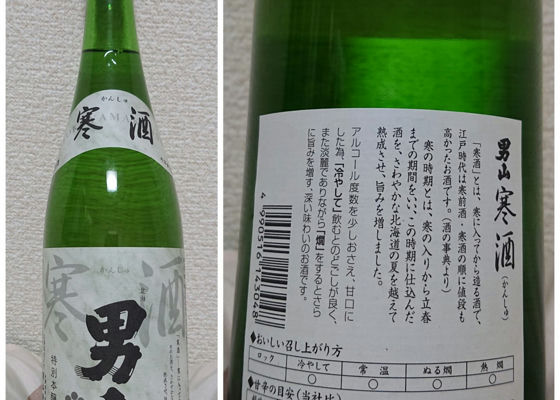 かんしゅ
寒酒
かんしゅ
寒酒
男
特別本醸
男山寒酒
(かんしゅ)
「寒酒」とは、寒に入ってから造る酒で、
江戸時代は寒前酒・寒酒の順に値段も
高かったお酒です。(酒の事典より)
寒の時期とは、寒の入りから立春
までの期間をいい、この時期に仕込んだ
酒を、さわやかな北海道の夏を越えて
熟成させ、旨みを増しました。
アルコール度数を少しおさえ、甘口に
した為、「冷やして」飲むとのどごしが良く、
また淡麗でありながら「燗」をするとさら
に旨みを増す、深い味わいのお酒です。
4990516143048
◆おいしい召し上がり方
ロック 冷やして 常温 ぬる燗 熱燗
○ ○ ○ ○
◆甘辛の目安(当社比)